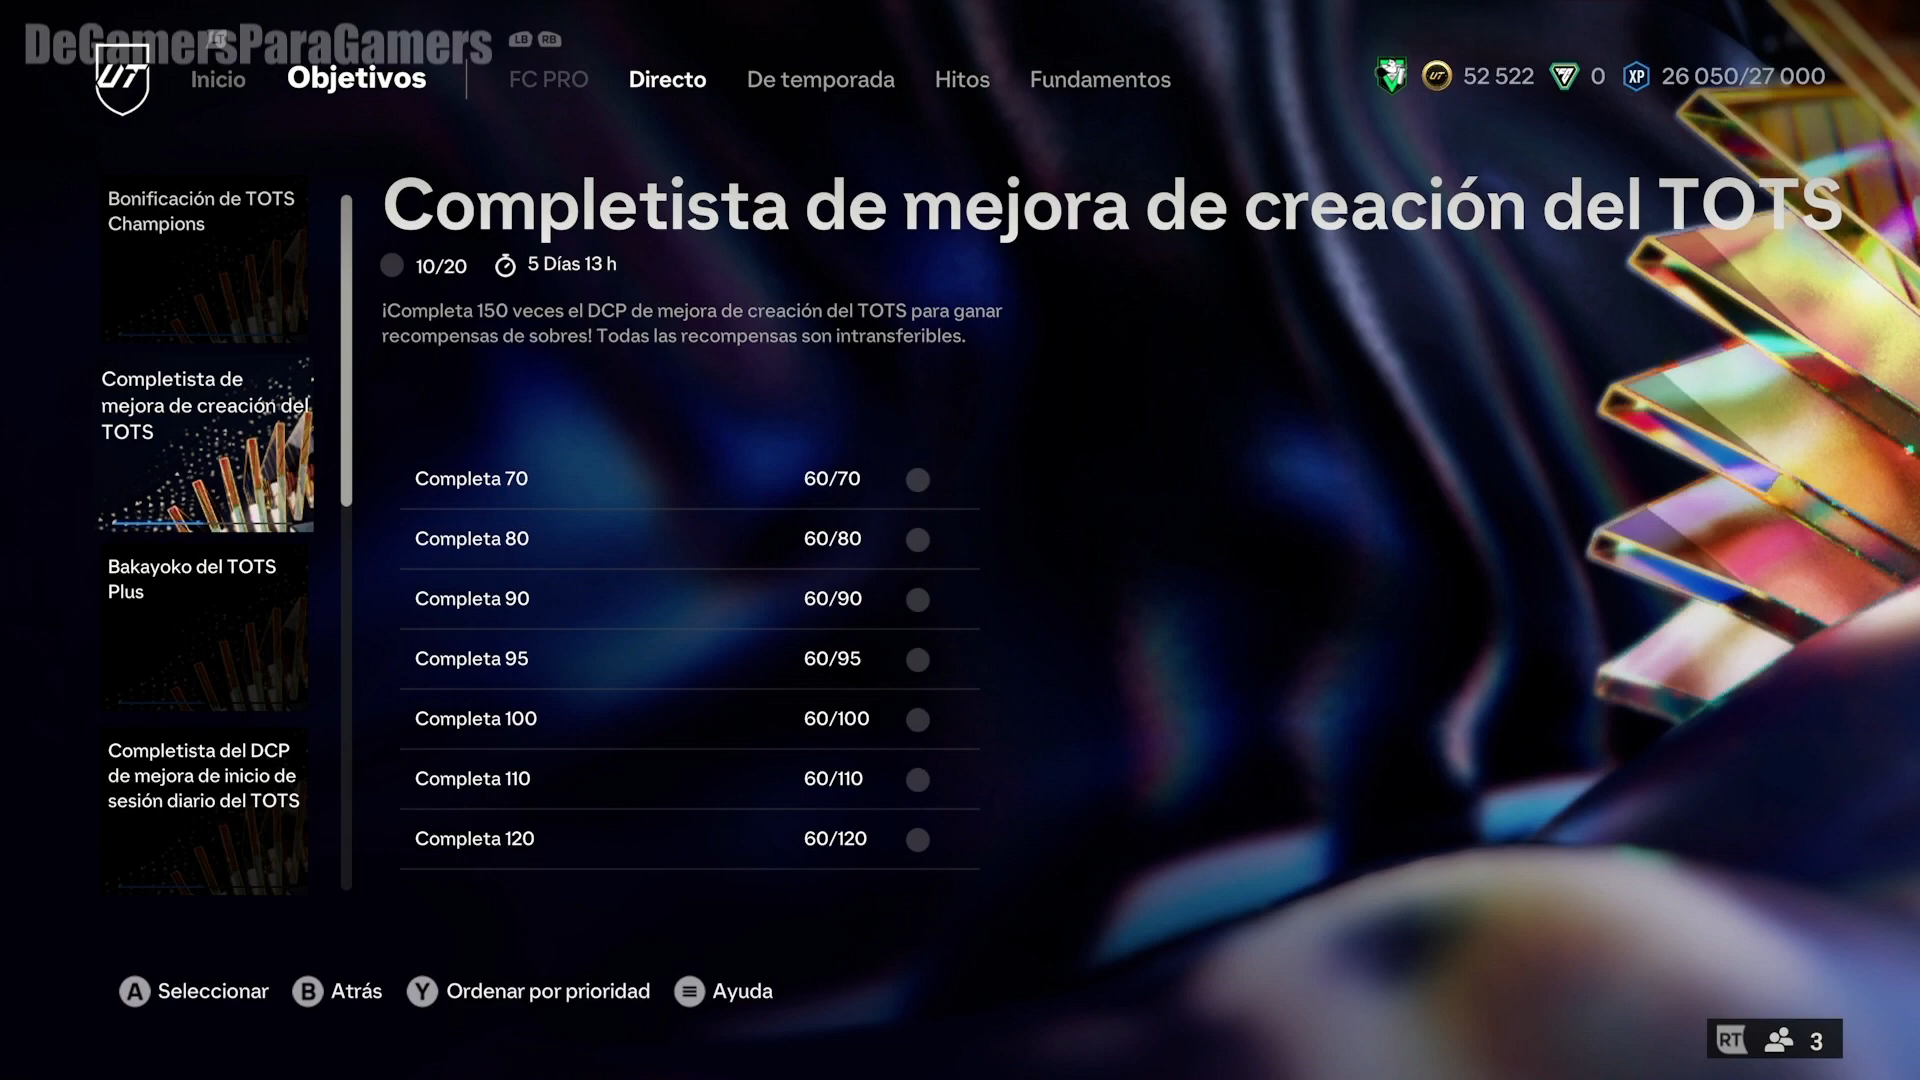 DeGamersParaGamers
LT
LB RB
UT
Inicio
Objetivos
FC PRO
Directo
De temporada
Hitos
Fundamentos
UT 52 522
0
XP 26 050/27 000
Bonificación de TOTS
Champions
Completista de
mejora de creación del
TOTS
Bakayoko del TOTS
Plus
Completista del DCP
de mejora de inicio de
sesión diario del TOTS
Completista de mejora de creación del TOTS
10/20
5 Días 13 h
¡Completa 150 veces el DCP de mejora de creación del TOTS para ganar
recompensas de sobres! Todas las recompensas son intransferibles.
Completa 70 60/70
Completa 80 60/80
Completa 90 60/90
Completa 95 60/95
Completa 100 60/100
Completa 110 60/110
Completa 120 60/120
A Seleccionar
B Atrás
Y Ordenar por prioridad
Ayuda
RT 3